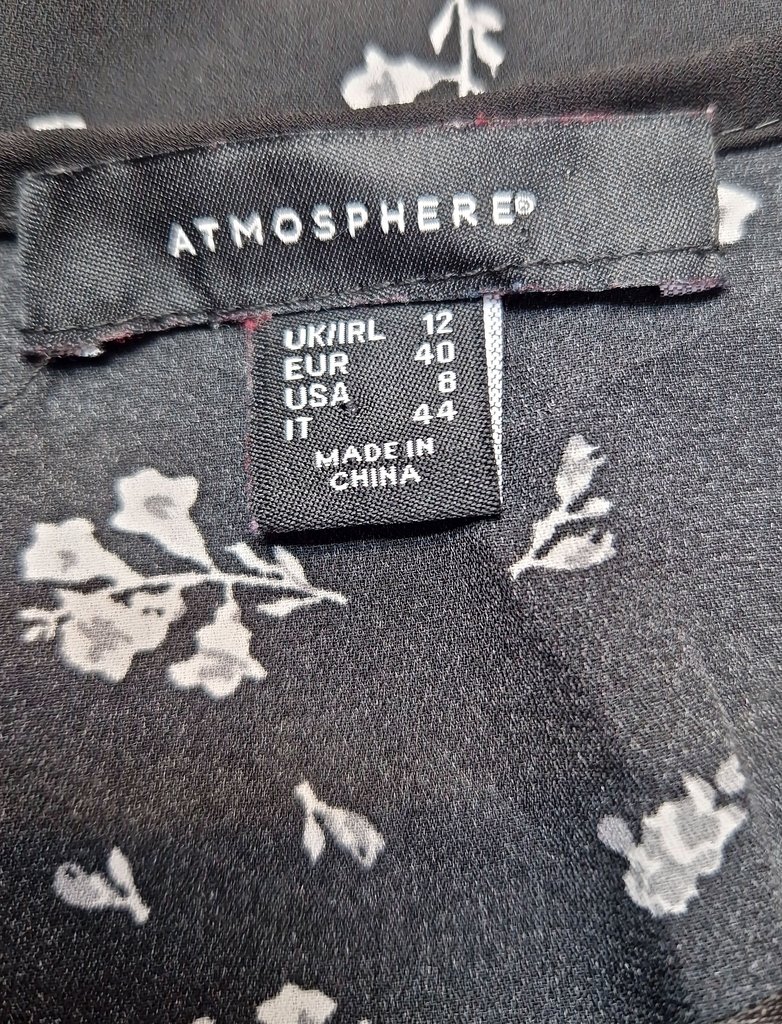 ATMOSPHERE®
UK/IRL 12
EUR 40
USA 8
IT 44
MADE IN
CHINA